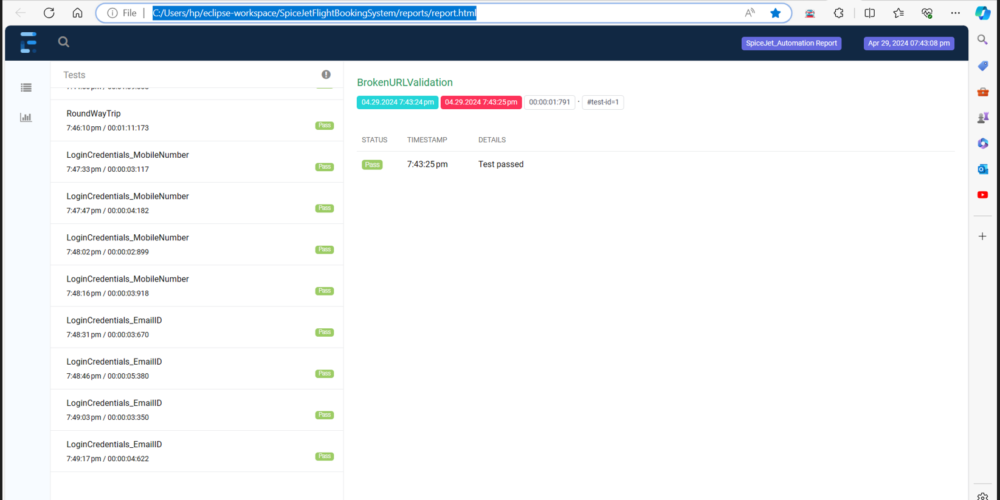 File
C:/Users/hp/eclipse-workspace/SpiceJetFlightBookingSystem/reports/report.html
SpiceJet_Automation Report
Apr 29, 2024 07:43:08 pm
Tests
RoundWayTrip
7:46:10 pm / 00:01:11:173
Pass
LoginCredentials_MobileNumber
7:47:33 pm / 00:00:03:117
Pass
LoginCredentials_MobileNumber
7:47:47 pm / 00:00:04:182
Pass
LoginCredentials_MobileNumber
7:48:02 pm / 00:00:02:899
Pass
LoginCredentials_MobileNumber
7:48:16 pm / 00:00:03:918
Pass
LoginCredentials_EmailID
7:48:31 pm / 00:00:03:670
Pass
LoginCredentials_EmailID
7:48:46 pm / 00:00:05:380
Pass
LoginCredentials_EmailID
7:49:03 pm / 00:00:03:350
Pass
LoginCredentials_EmailID
7:49:17 pm / 00:00:04:622
Pass
BrokenURLValidation
04.29.2024 7:43:24 pm 04.29.2024 7:43:25 pm 00:00:01:791 · #test-id=1
STATUS TIMESTAMP DETAILS
Pass 7:43:25 pm Test passed